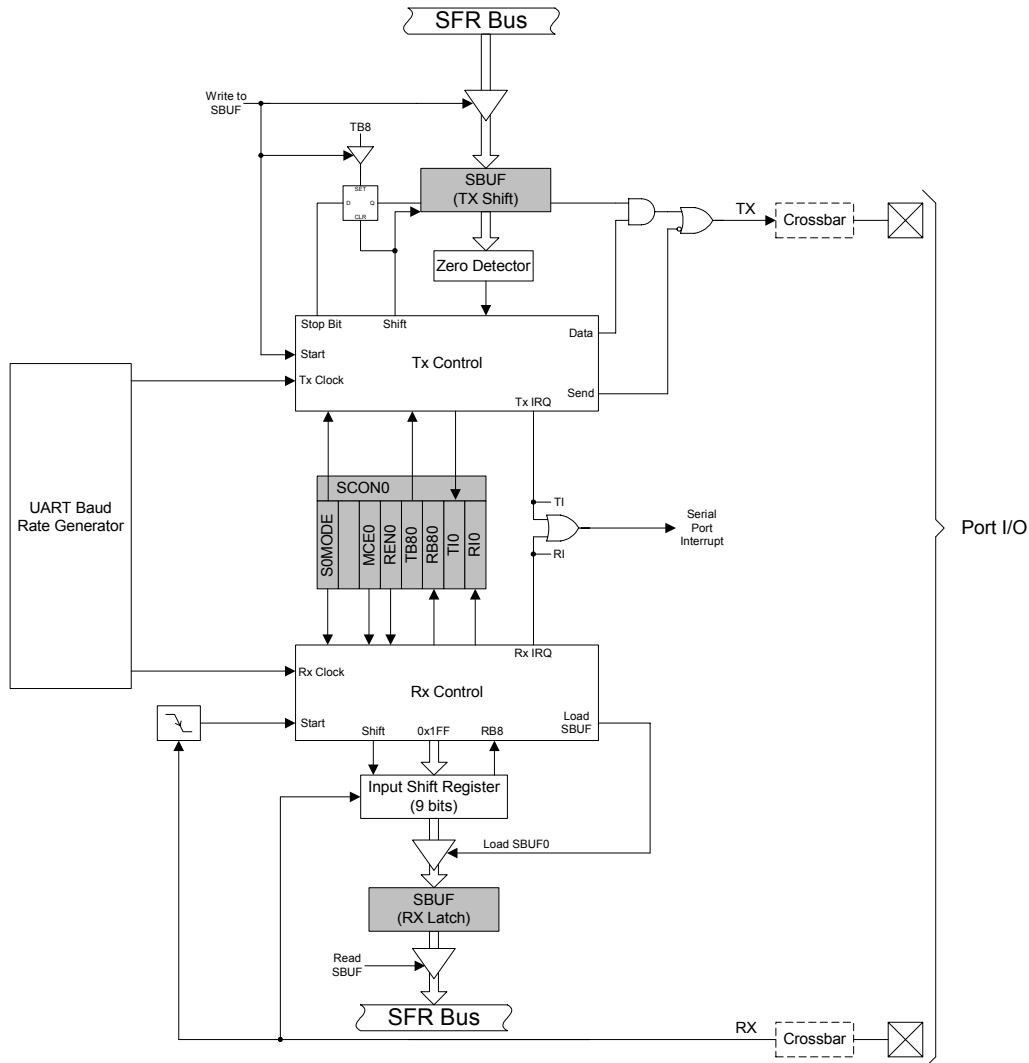 SFR Bus
Write to
SBUF
TB8
SET
D
Q
CLR
SBUF
(TX Shift)
TX
Crossbar
Zero Detector
Stop Bit
Shift
Data
Start
Tx Control
Tx Clock
Send
Tx IRQ
UART Baud
Rate Generator
SCON0
S0MODE
MCE0
REN0
TB80
RB80
TI0
RI0
TI
RI
Serial
Port
Interrupt
Port I/O
Rx IRQ
Rx Clock
Rx Control
Start
Load
SBUF
Shift
0x1FF
RB8
Input Shift Register
(9 bits)
Load SBUF0
SBUF
(RX Latch)
Read
SBUF
SFR Bus
RX
Crossbar